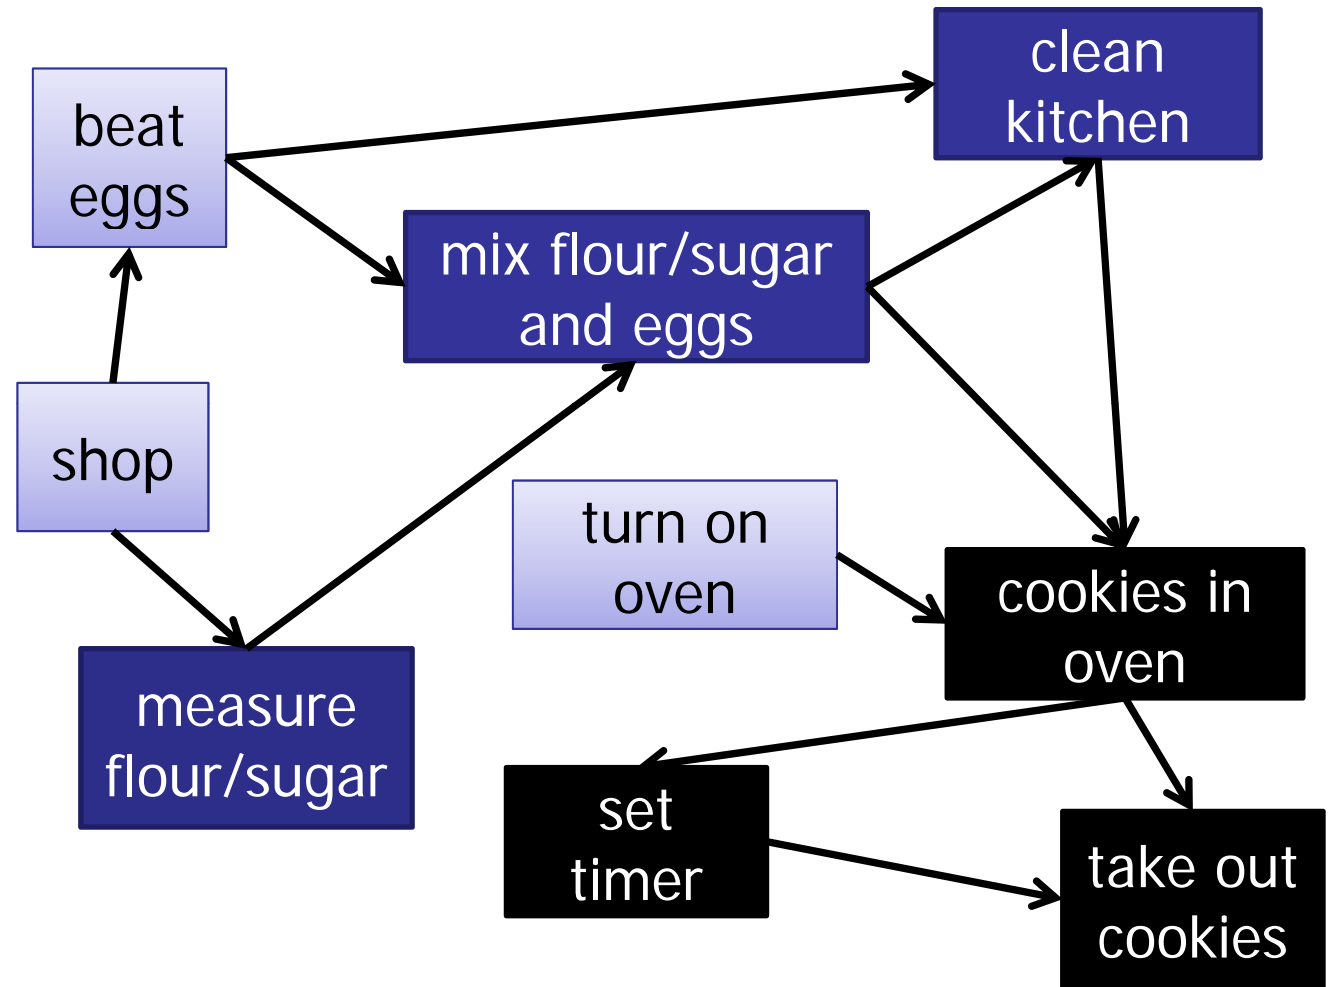 clean
kitchen
beat
eggs
mix flour/sugar
and eggs
shop
turn on
oven
cookies in
oven
measure
flour/sugar
set
timer
take out
cookies